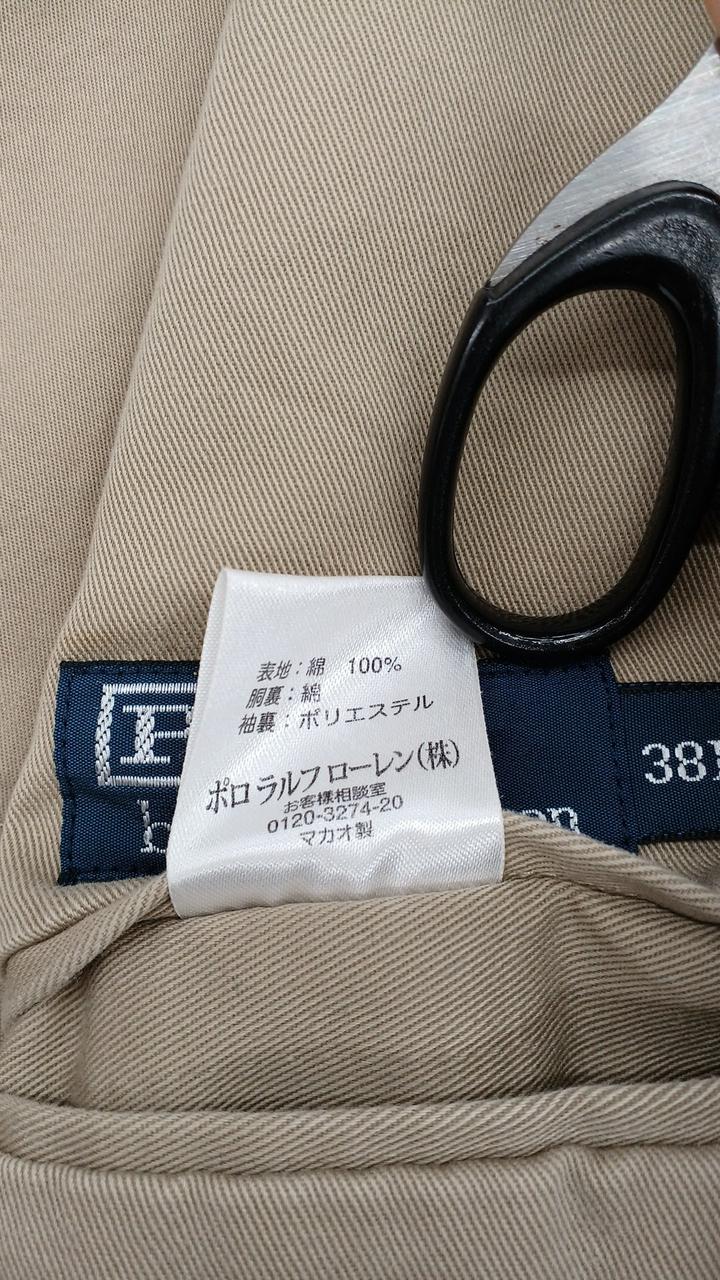 表地：綿 100%
胴裏：綿
袖裏：ポリエステル
ポロ ラルフ ローレン(株)
お客様相談室
0120-3274-20
マカオ製
38